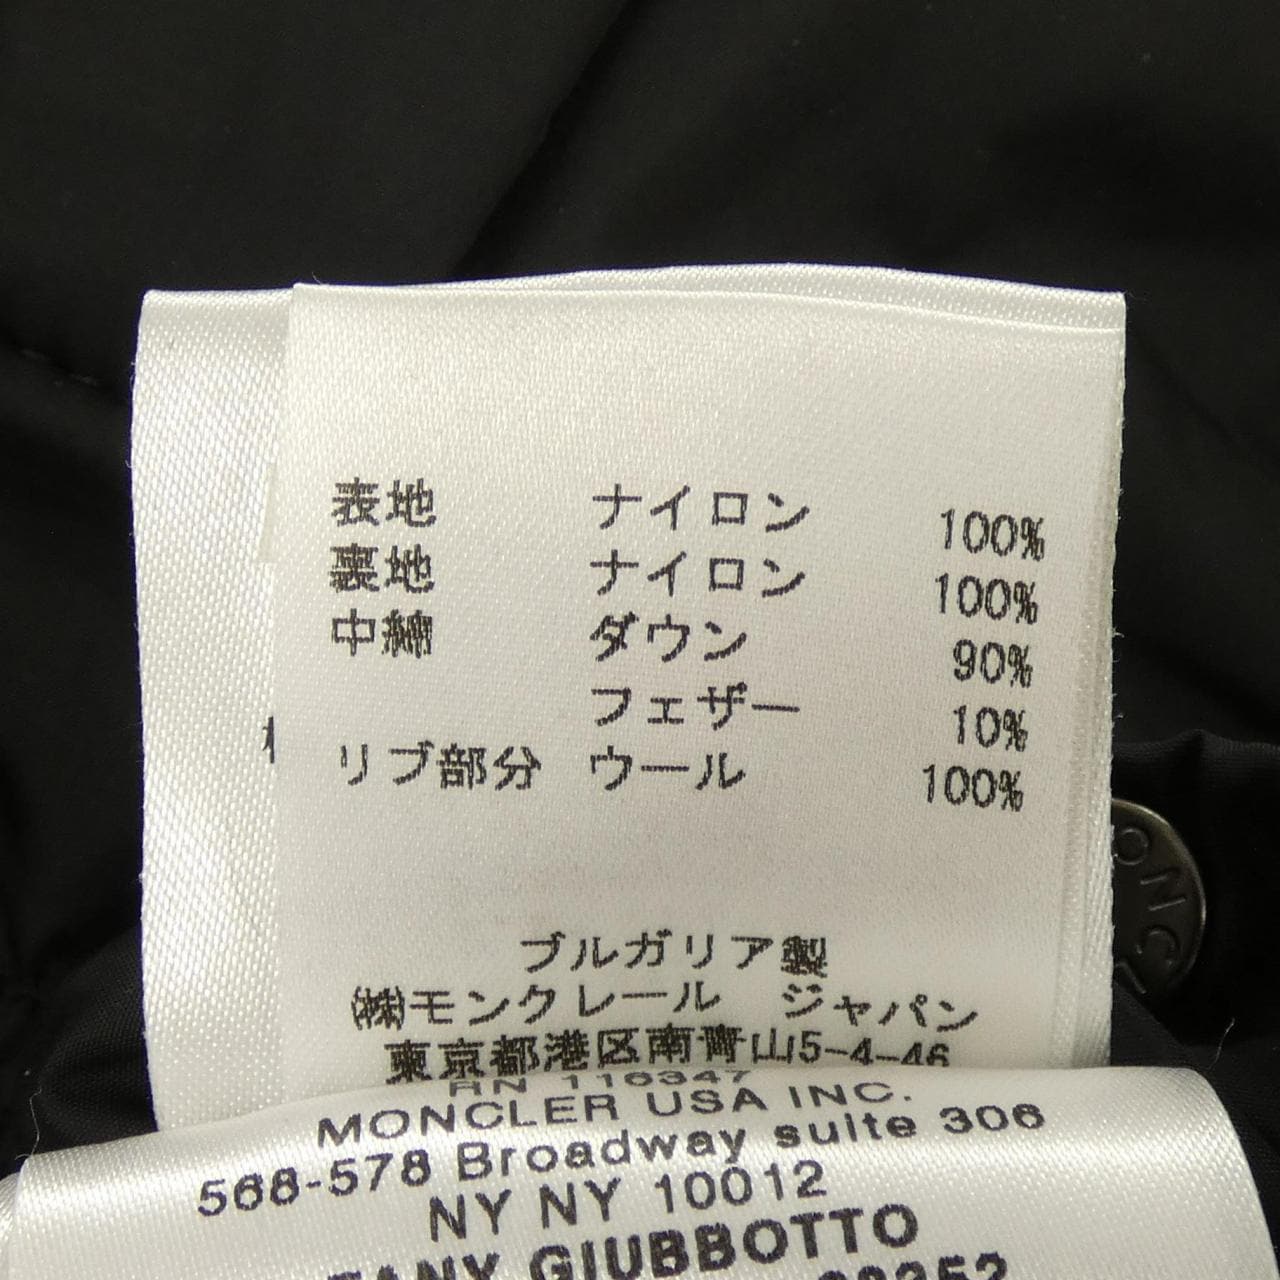 表地 ナイロン 100%
裏地 ナイロン 100%
中綿 ダウン 90%
フェザー 10%
リブ部分 ウール 100%
ブルガリア製
(株)モンクレール ジャパン
東京都港区南青山5-4-46
RN 116347
MONCLER USA INC.
568-578 Broadway suite 306
NY NY 10012
GIUBBOTTO
ONCL